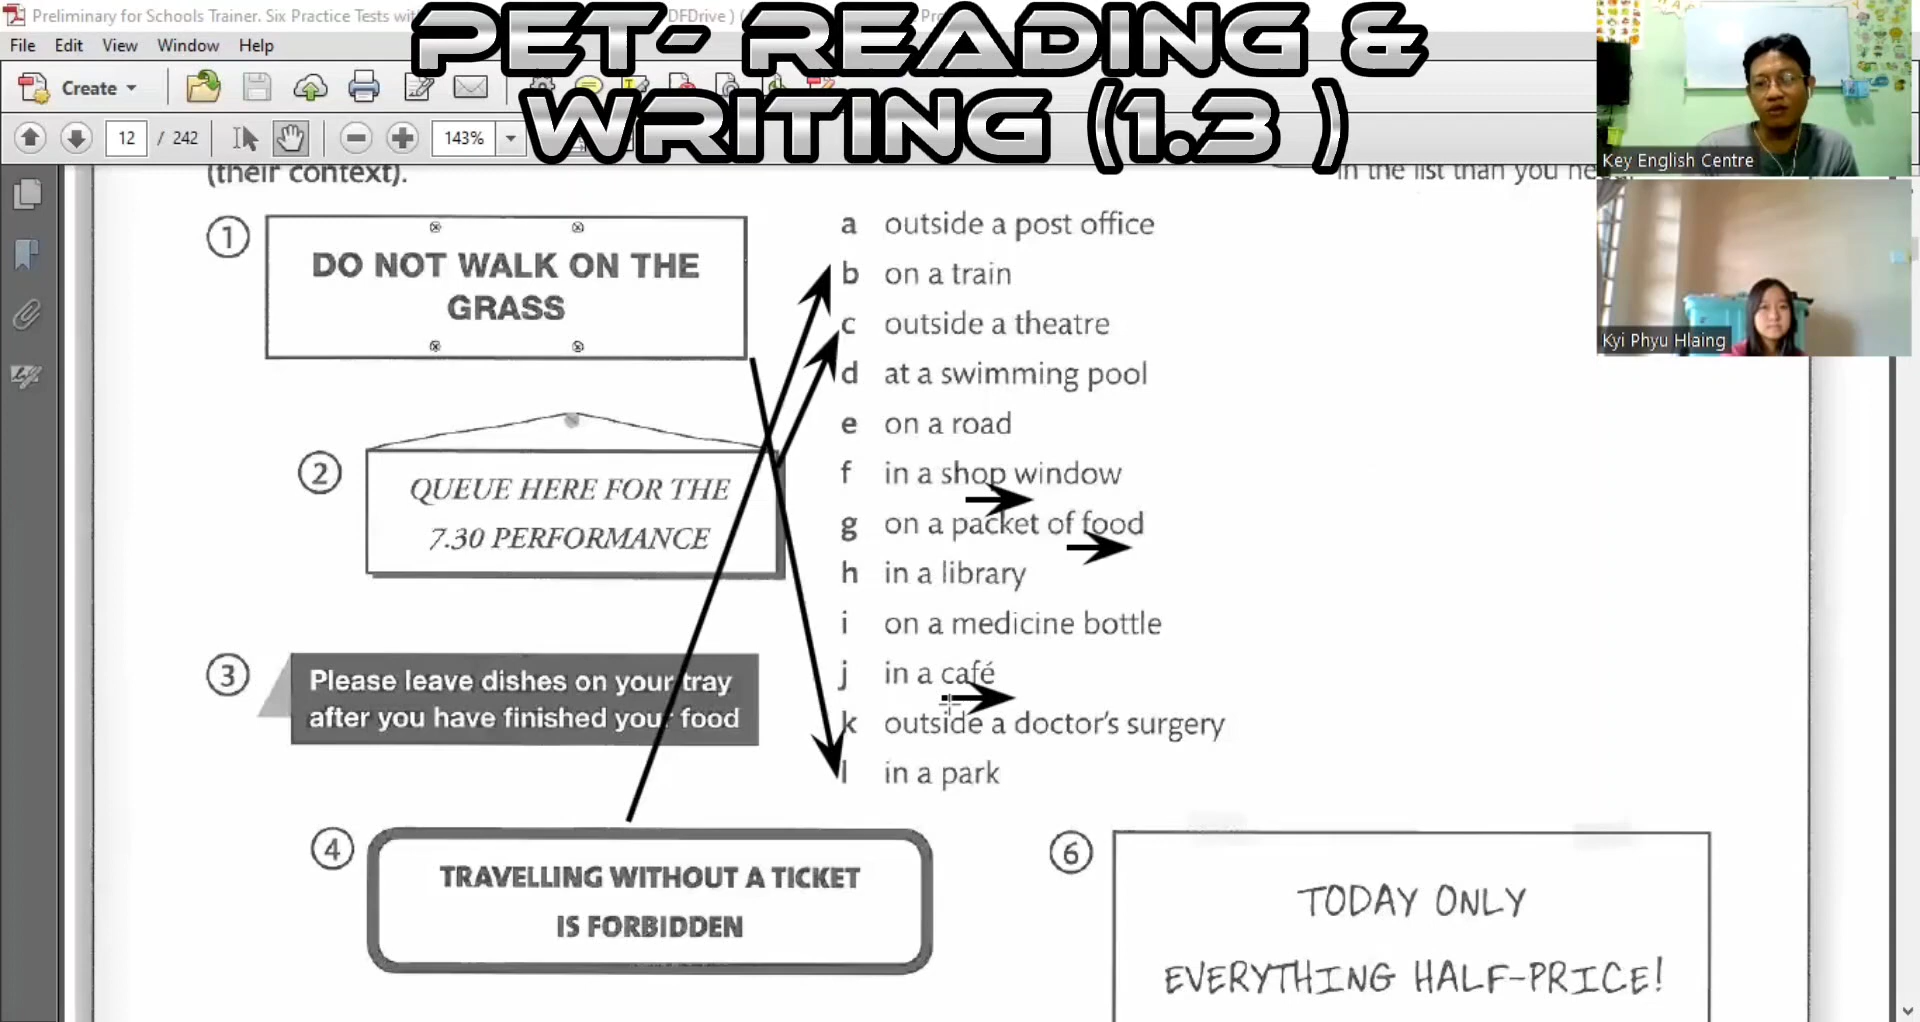 Preliminary for Schools Trainer. Six Practice Tests
PET- READING &
WRITING (1.3 )
File Edit View Window Help
Create
12 / 242 143%
(their context).
in the list than you
1
DO NOT WALK ON THE
GRASS
2
QUEUE HERE FOR THE
7.30 PERFORMANCE
3
Please leave dishes on your tray
after you have finished your food
4
TRAVELLING WITHOUT A TICKET
IS FORBIDDEN
a outside a post office
b on a train
c outside a theatre
d at a swimming pool
e on a road
f in a shop window
g on a packet of food
h in a library
i on a medicine bottle
j in a café
k outside a doctor's surgery
l in a park
6
TODAY ONLY
EVERYTHING HALF-PRICE!
Key English Centre
Kyi Phyu Hlaing